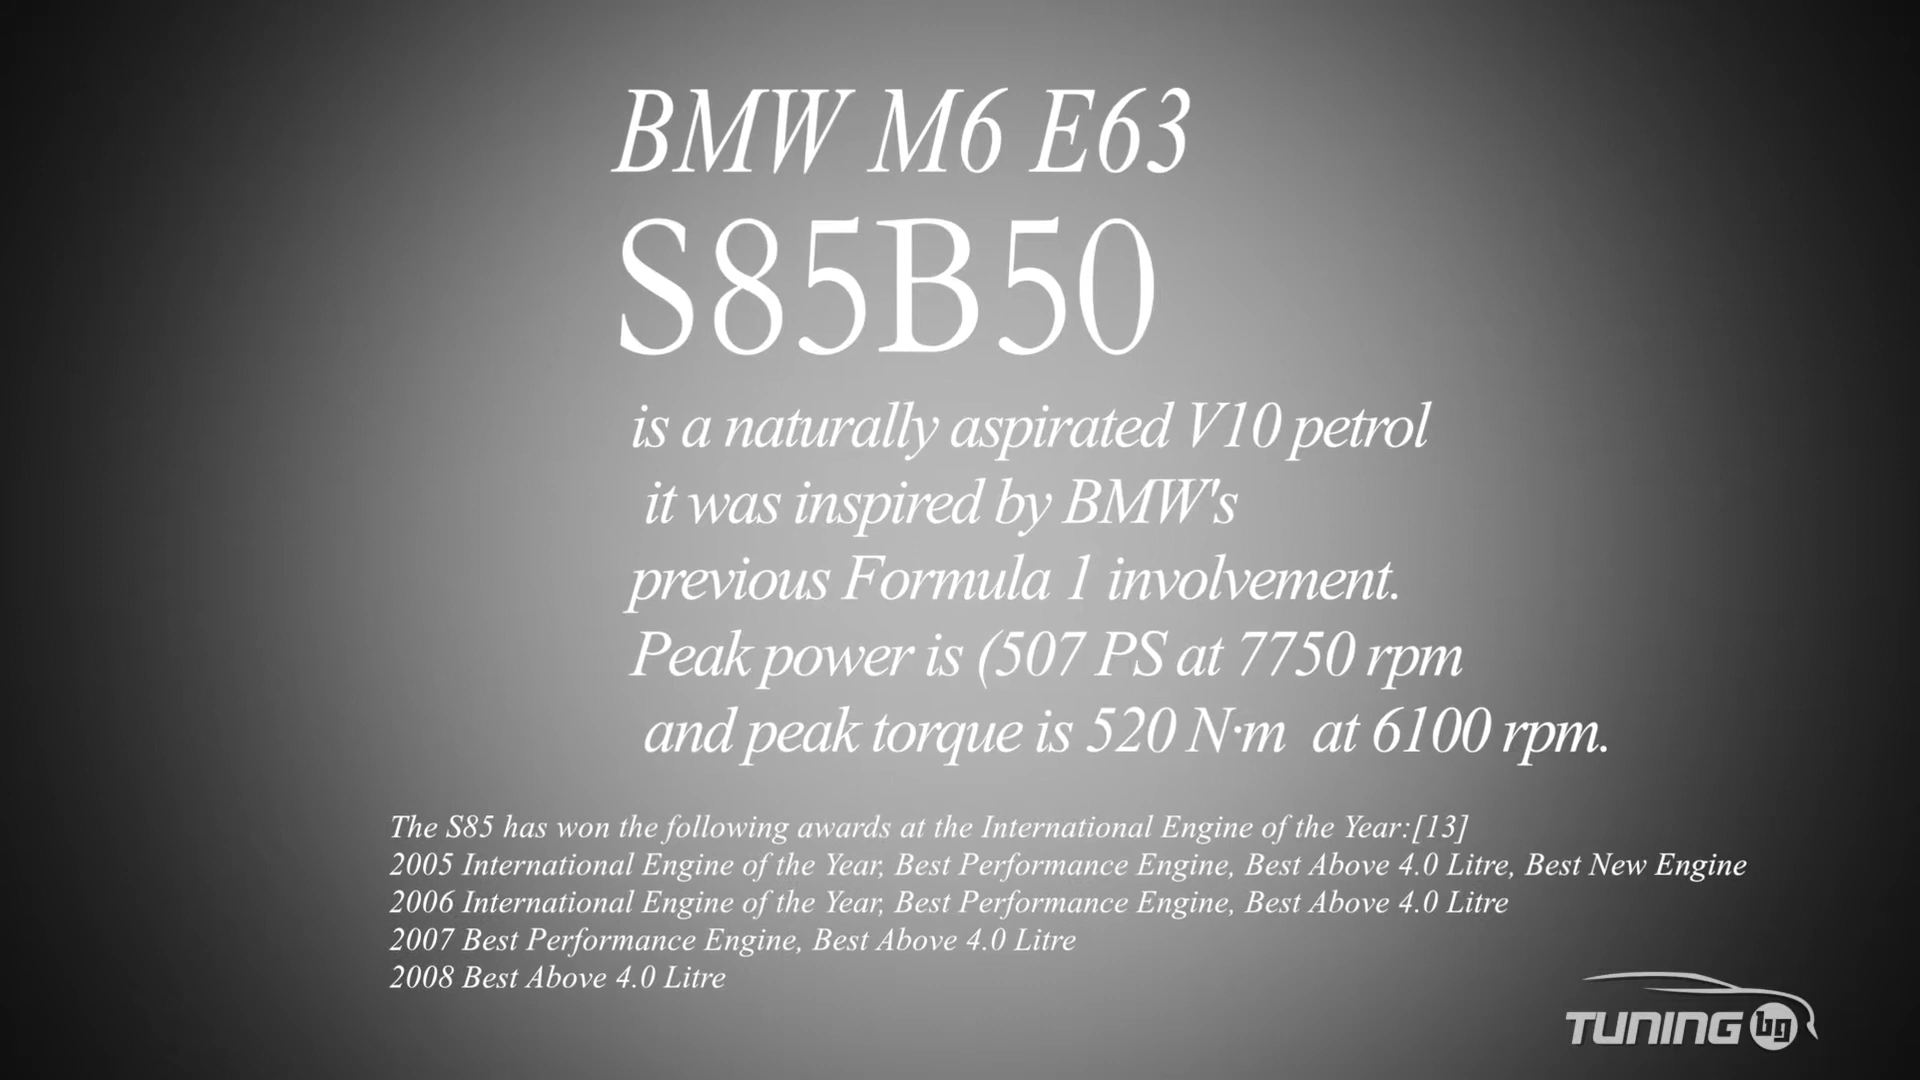 BMW M6 E63
S85B50
is a naturally aspirated V10 petrol
it was inspired by BMW's
previous Formula 1 involvement.
Peak power is (507 PS at 7750 rpm
and peak torque is 520 N·m at 6100 rpm.
The S85 has won the following awards at the International Engine of the Year:[13]
2005 International Engine of the Year, Best Performance Engine, Best Above 4.0 Litre, Best New Engine
2006 International Engine of the Year, Best Performance Engine, Best Above 4.0 Litre
2007 Best Performance Engine, Best Above 4.0 Litre
2008 Best Above 4.0 Litre
TUNING bg